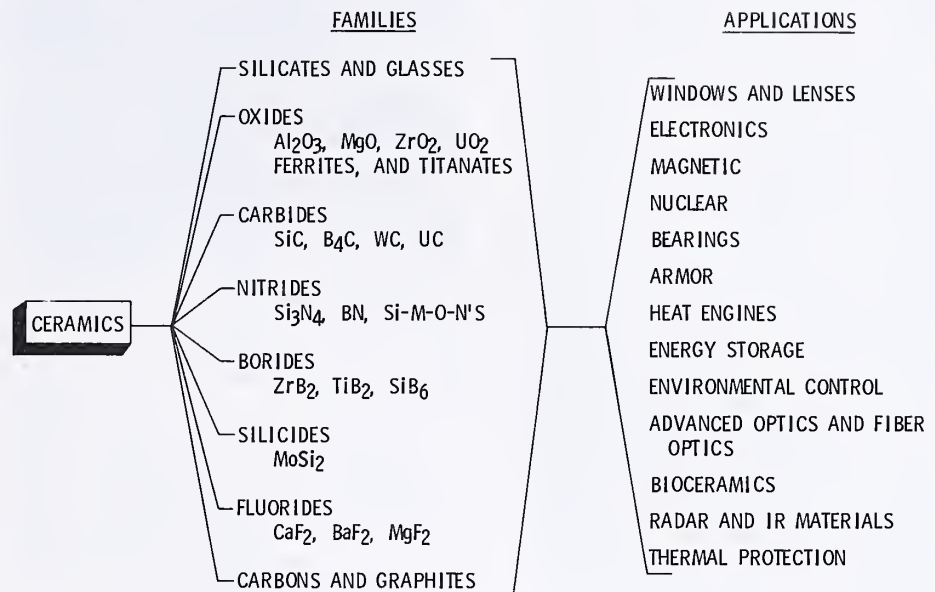 FAMILIES
APPLICATIONS
CERAMICS
SILICATES AND GLASSES
OXIDES
Al2O3, MgO, ZrO2, UO2
FERRITES, AND TITANATES
CARBIDES
SiC, B4C, WC, UC
NITRIDES
Si3N4, BN, Si-M-O-N'S
BORIDES
ZrB2, TiB2, SiB6
SILICIDES
MoSi2
FLUORIDES
CaF2, BaF2, MgF2
CARBONS AND GRAPHITES
WINDOWS AND LENSES
ELECTRONICS
MAGNETIC
NUCLEAR
BEARINGS
ARMOR
HEAT ENGINES
ENERGY STORAGE
ENVIRONMENTAL CONTROL
ADVANCED OPTICS AND FIBER
OPTICS
BIOCERAMICS
RADAR AND IR MATERIALS
THERMAL PROTECTION